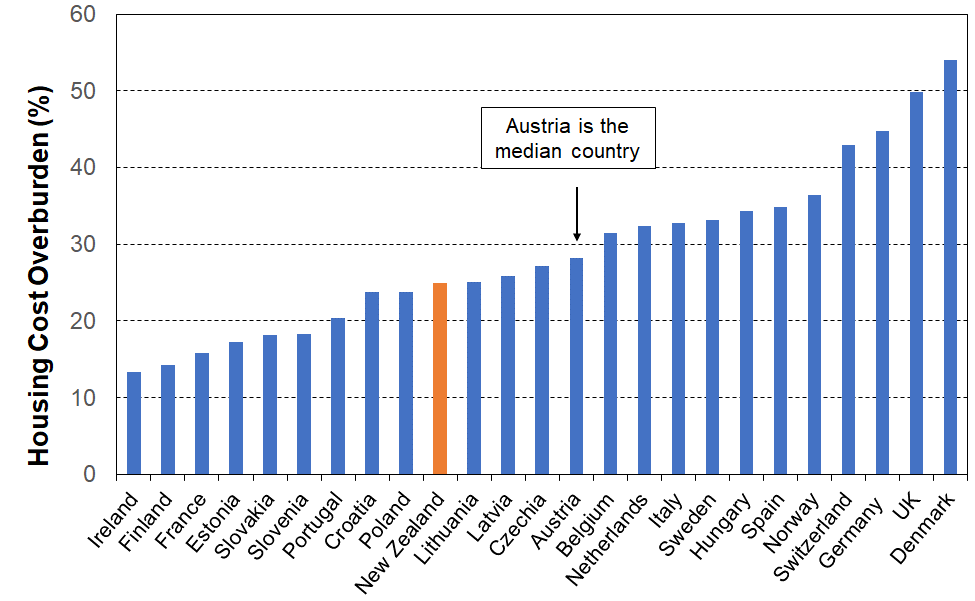 60
50
40
30
20
10
0
Housing Cost Overburden (%)
Austria is the
median country
Ireland
Finland
France
Estonia
Slovakia
Slovenia
Portugal
Croatia
Poland
New Zealand
Lithuania
Latvia
Czechia
Austria
Belgium
Netherlands
Italy
Sweden
Hungary
Spain
Norway
Switzerland
Germany
UK
Denmark